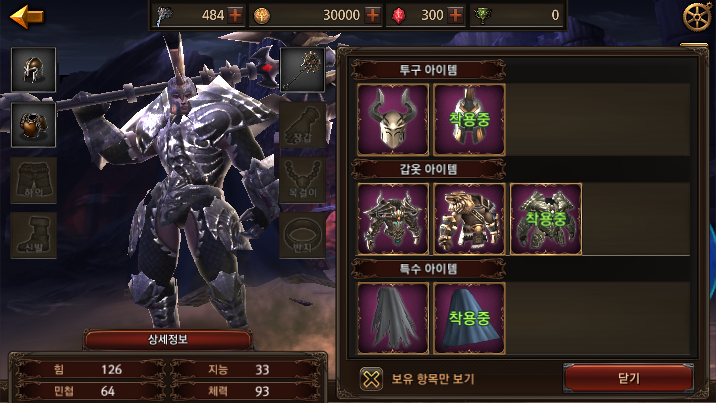 484 30000 300 0
투구 아이템
착용중
장갑
갑옷 아이템
하의 목걸이
착용중
신발 반지
특수 아이템
착용중
상세정보
힘 126 지능 33
민첩 64 체력 93
보유 항목만 보기
닫기